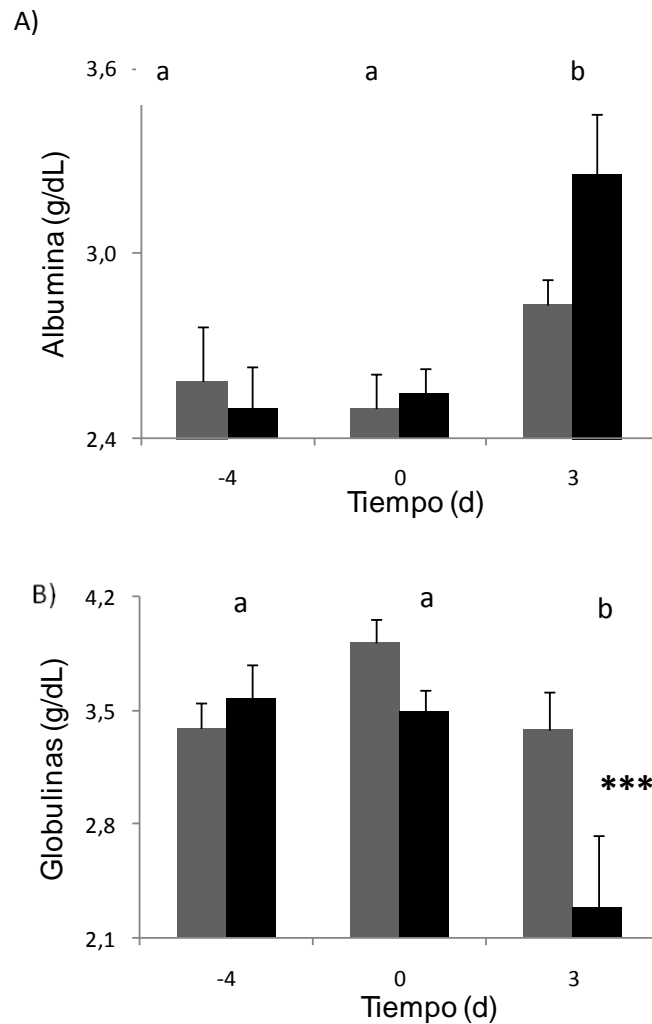 A)
3,6
a a b
3,0
Albumina (g/dL)
2,4
-4 0 3
Tiempo (d)
B)
4,2
a a b
3,5
Globulinas (g/dL)
***
2,8
2,1
-4 0 3
Tiempo (d)